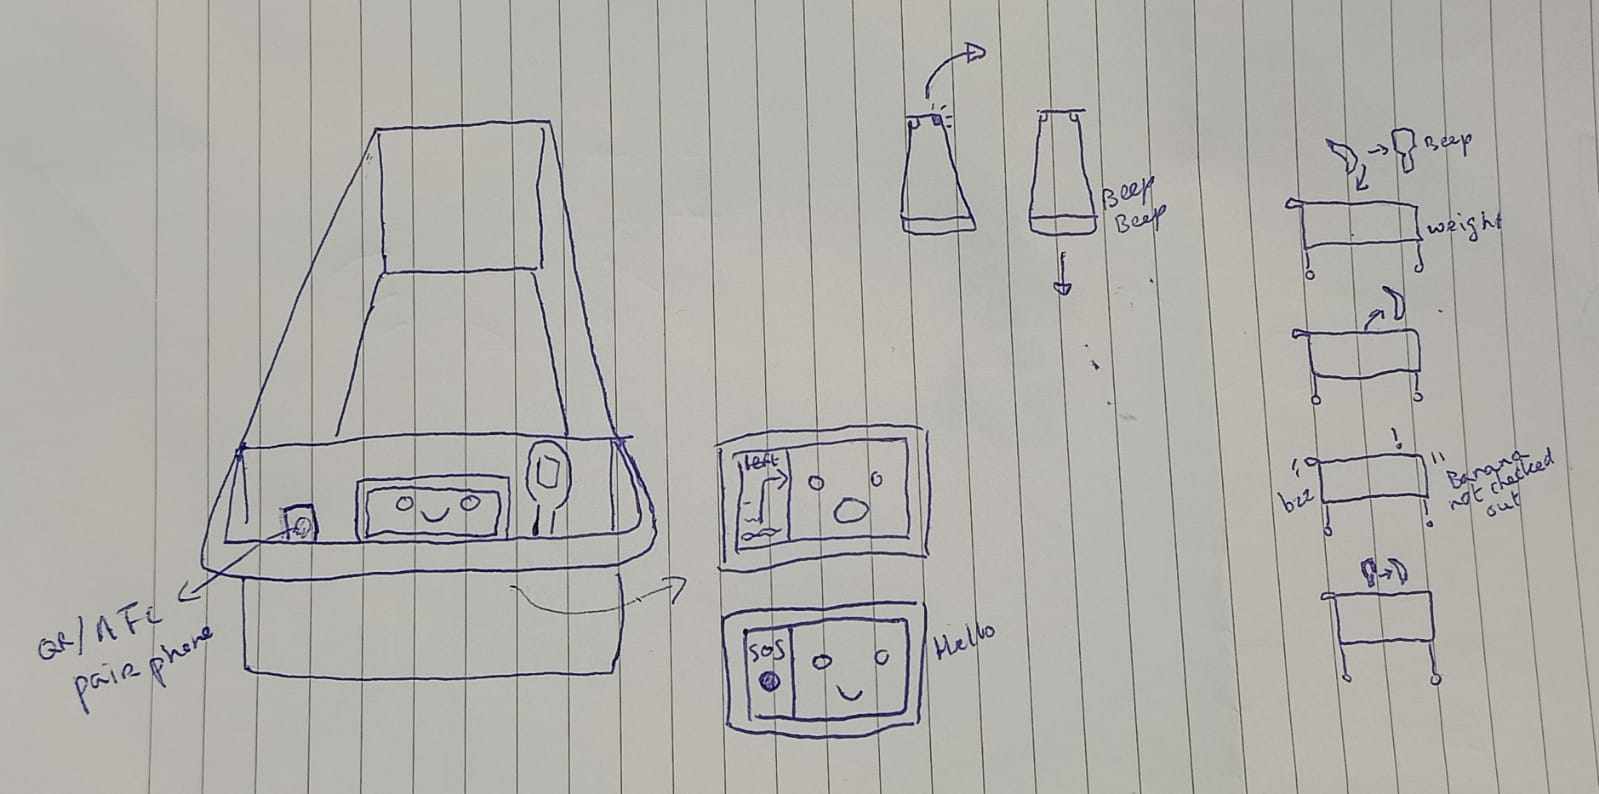 QR/NFC
pair phone
left
SOS
Hello
Beep
Beep
Beep
weight
!
bzz
Banana
not checked
out